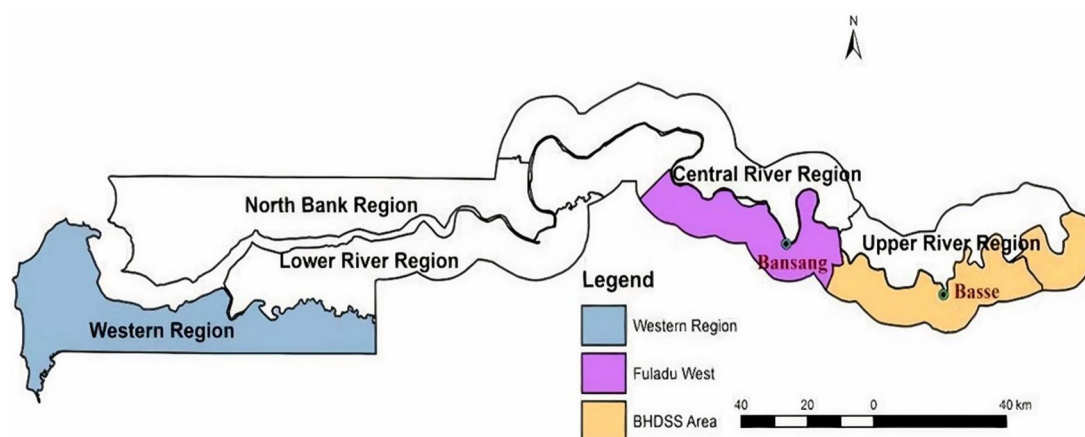 N
North Bank Region
Central River Region
Lower River Region
Upper River Region
Bansang
Basse
Western Region
Legend
Western Region
Fuladu West
BHDSS Area
40 20 0 40 km